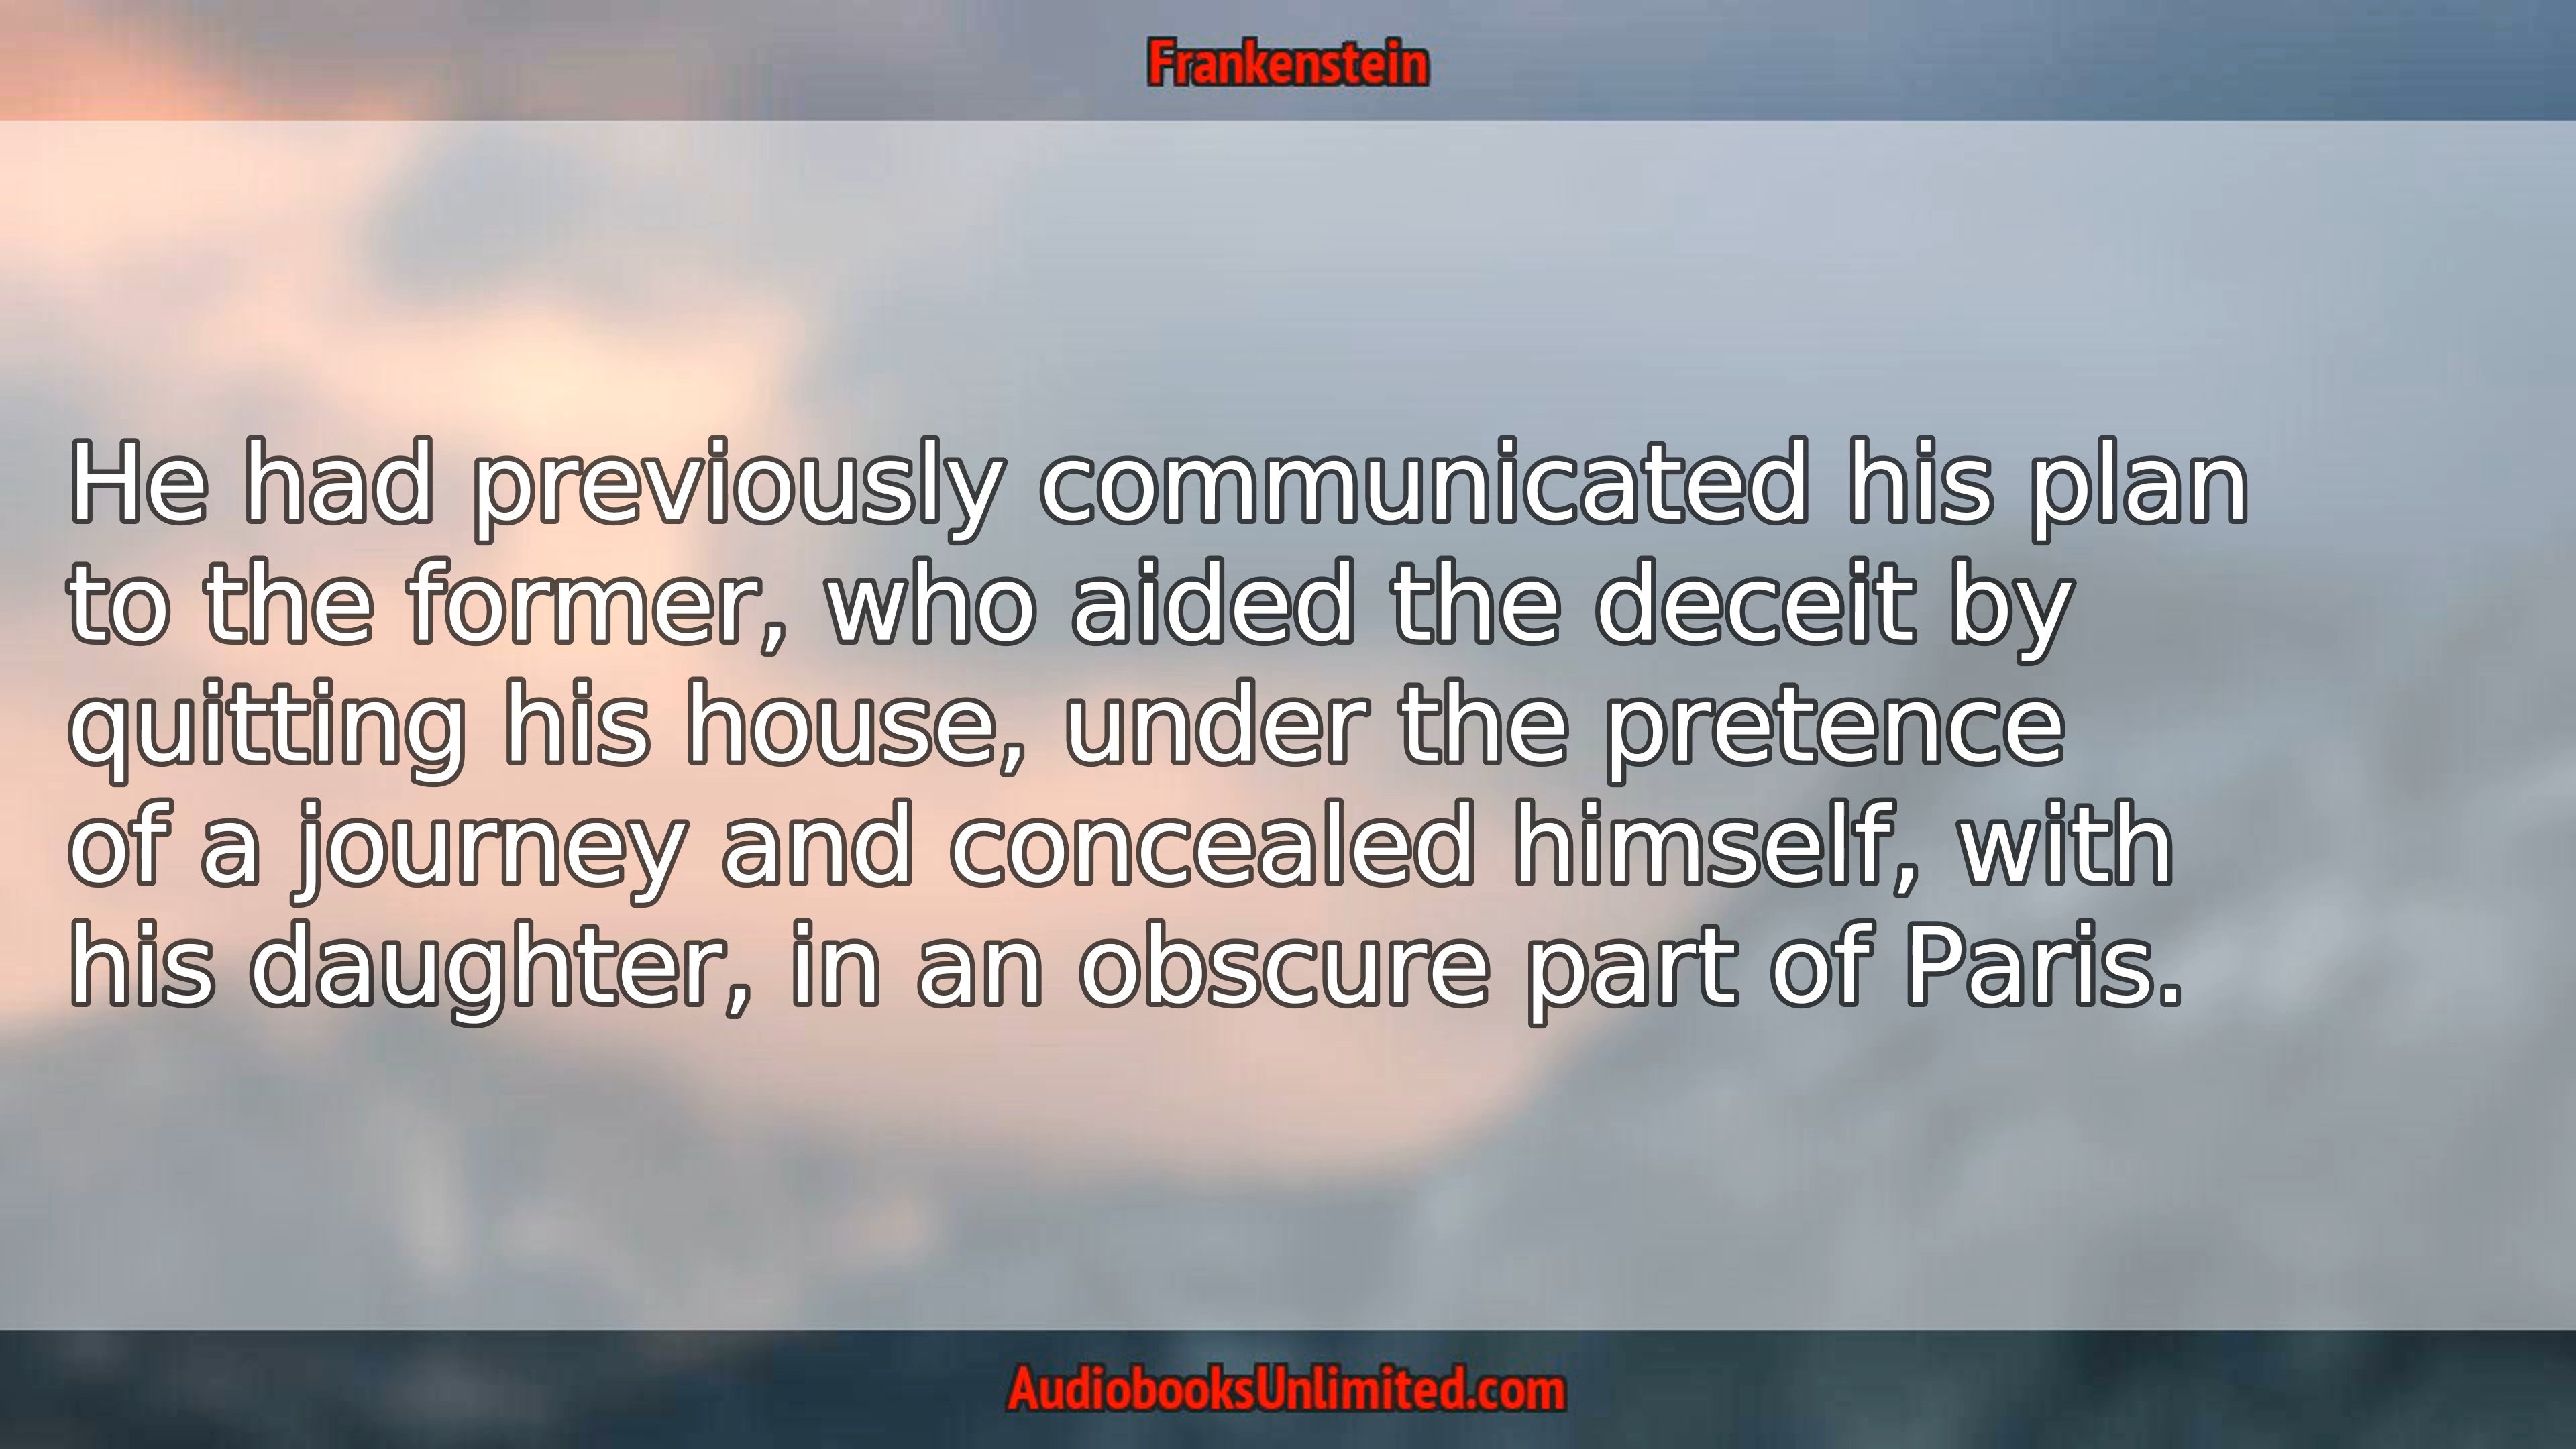 Frankenstein
He had previously communicated his plan
to the former, who aided the deceit by
quitting his house, under the pretence
of a journey and concealed himself, with
his daughter, in an obscure part of Paris.
AudiobooksUnlimited.com